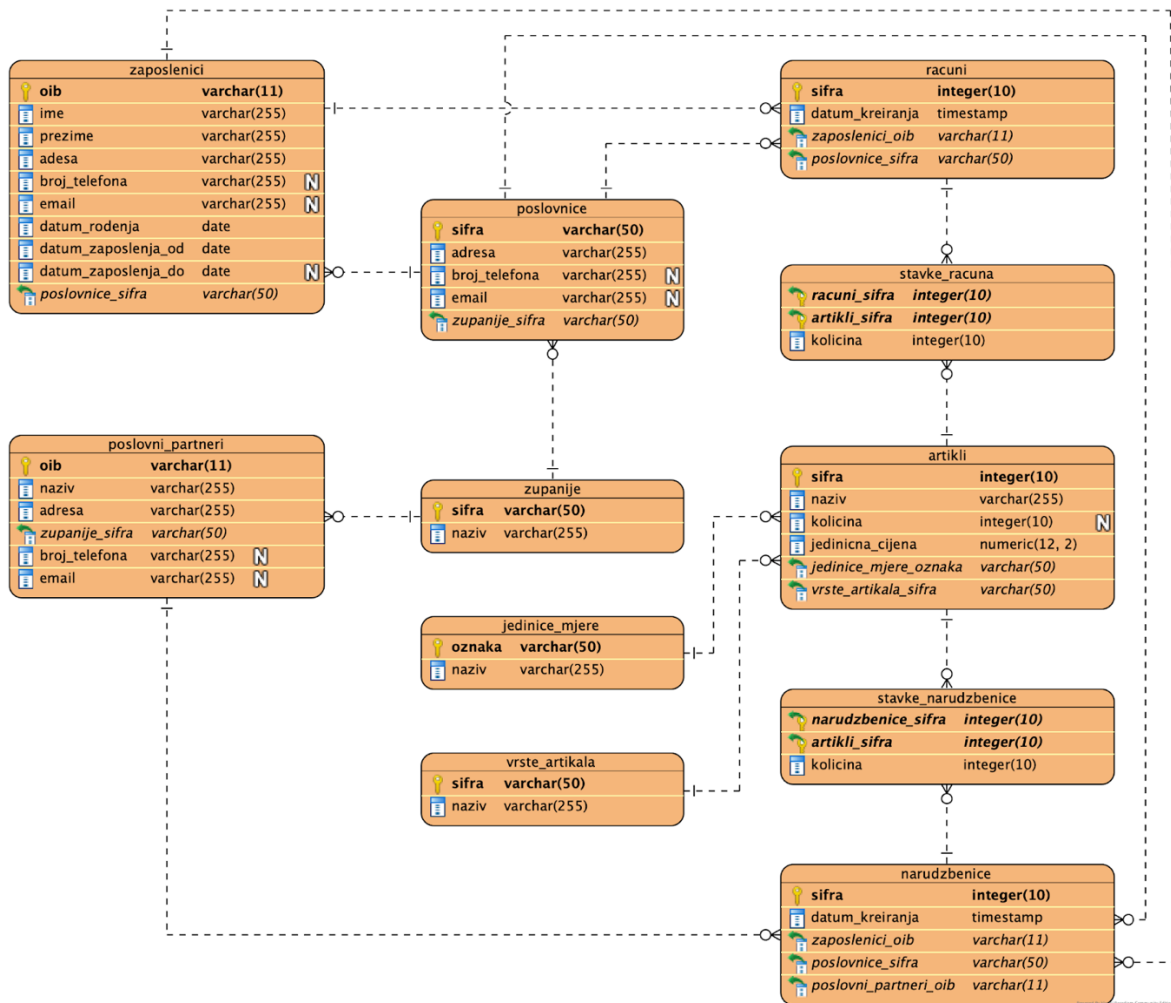 zaposlenici
oib varchar(11)
ime varchar(255)
prezime varchar(255)
adesa varchar(255)
broj_telefona varchar(255) N
email varchar(255) N
datum_rodenja date
datum_zaposlenja_od date
datum_zaposlenja_do date N
poslovnice_sifra varchar(50)
poslovnice
sifra varchar(50)
adresa varchar(255)
broj_telefona varchar(255) N
email varchar(255) N
zupanije_sifra varchar(50)
racuni
sifra integer(10)
datum_kreiranja timestamp
zaposlenici_oib varchar(11)
poslovnice_sifra varchar(50)
stavke_racuna
racuni_sifra integer(10)
artikli_sifra integer(10)
kolicina integer(10)
poslovni_partneri
oib varchar(11)
naziv varchar(255)
adresa varchar(255)
zupanije_sifra varchar(50)
broj_telefona varchar(255) N
email varchar(255) N
zupanije
sifra varchar(50)
naziv varchar(255)
artikli
sifra integer(10)
naziv varchar(255)
kolicina integer(10) N
jedinicna_cijena numeric(12, 2)
jedinice_mjere_oznaka varchar(50)
vrste_artikala_sifra varchar(50)
jedinice_mjere
oznaka varchar(50)
naziv varchar(255)
vrste_artikala
sifra varchar(50)
naziv varchar(255)
stavke_narudzbenice
narudzbenice_sifra integer(10)
artikli_sifra integer(10)
kolicina integer(10)
narudzbenice
sifra integer(10)
datum_kreiranja timestamp
zaposlenici_oib varchar(11)
poslovnice_sifra varchar(50)
poslovni_partneri_oib varchar(11)